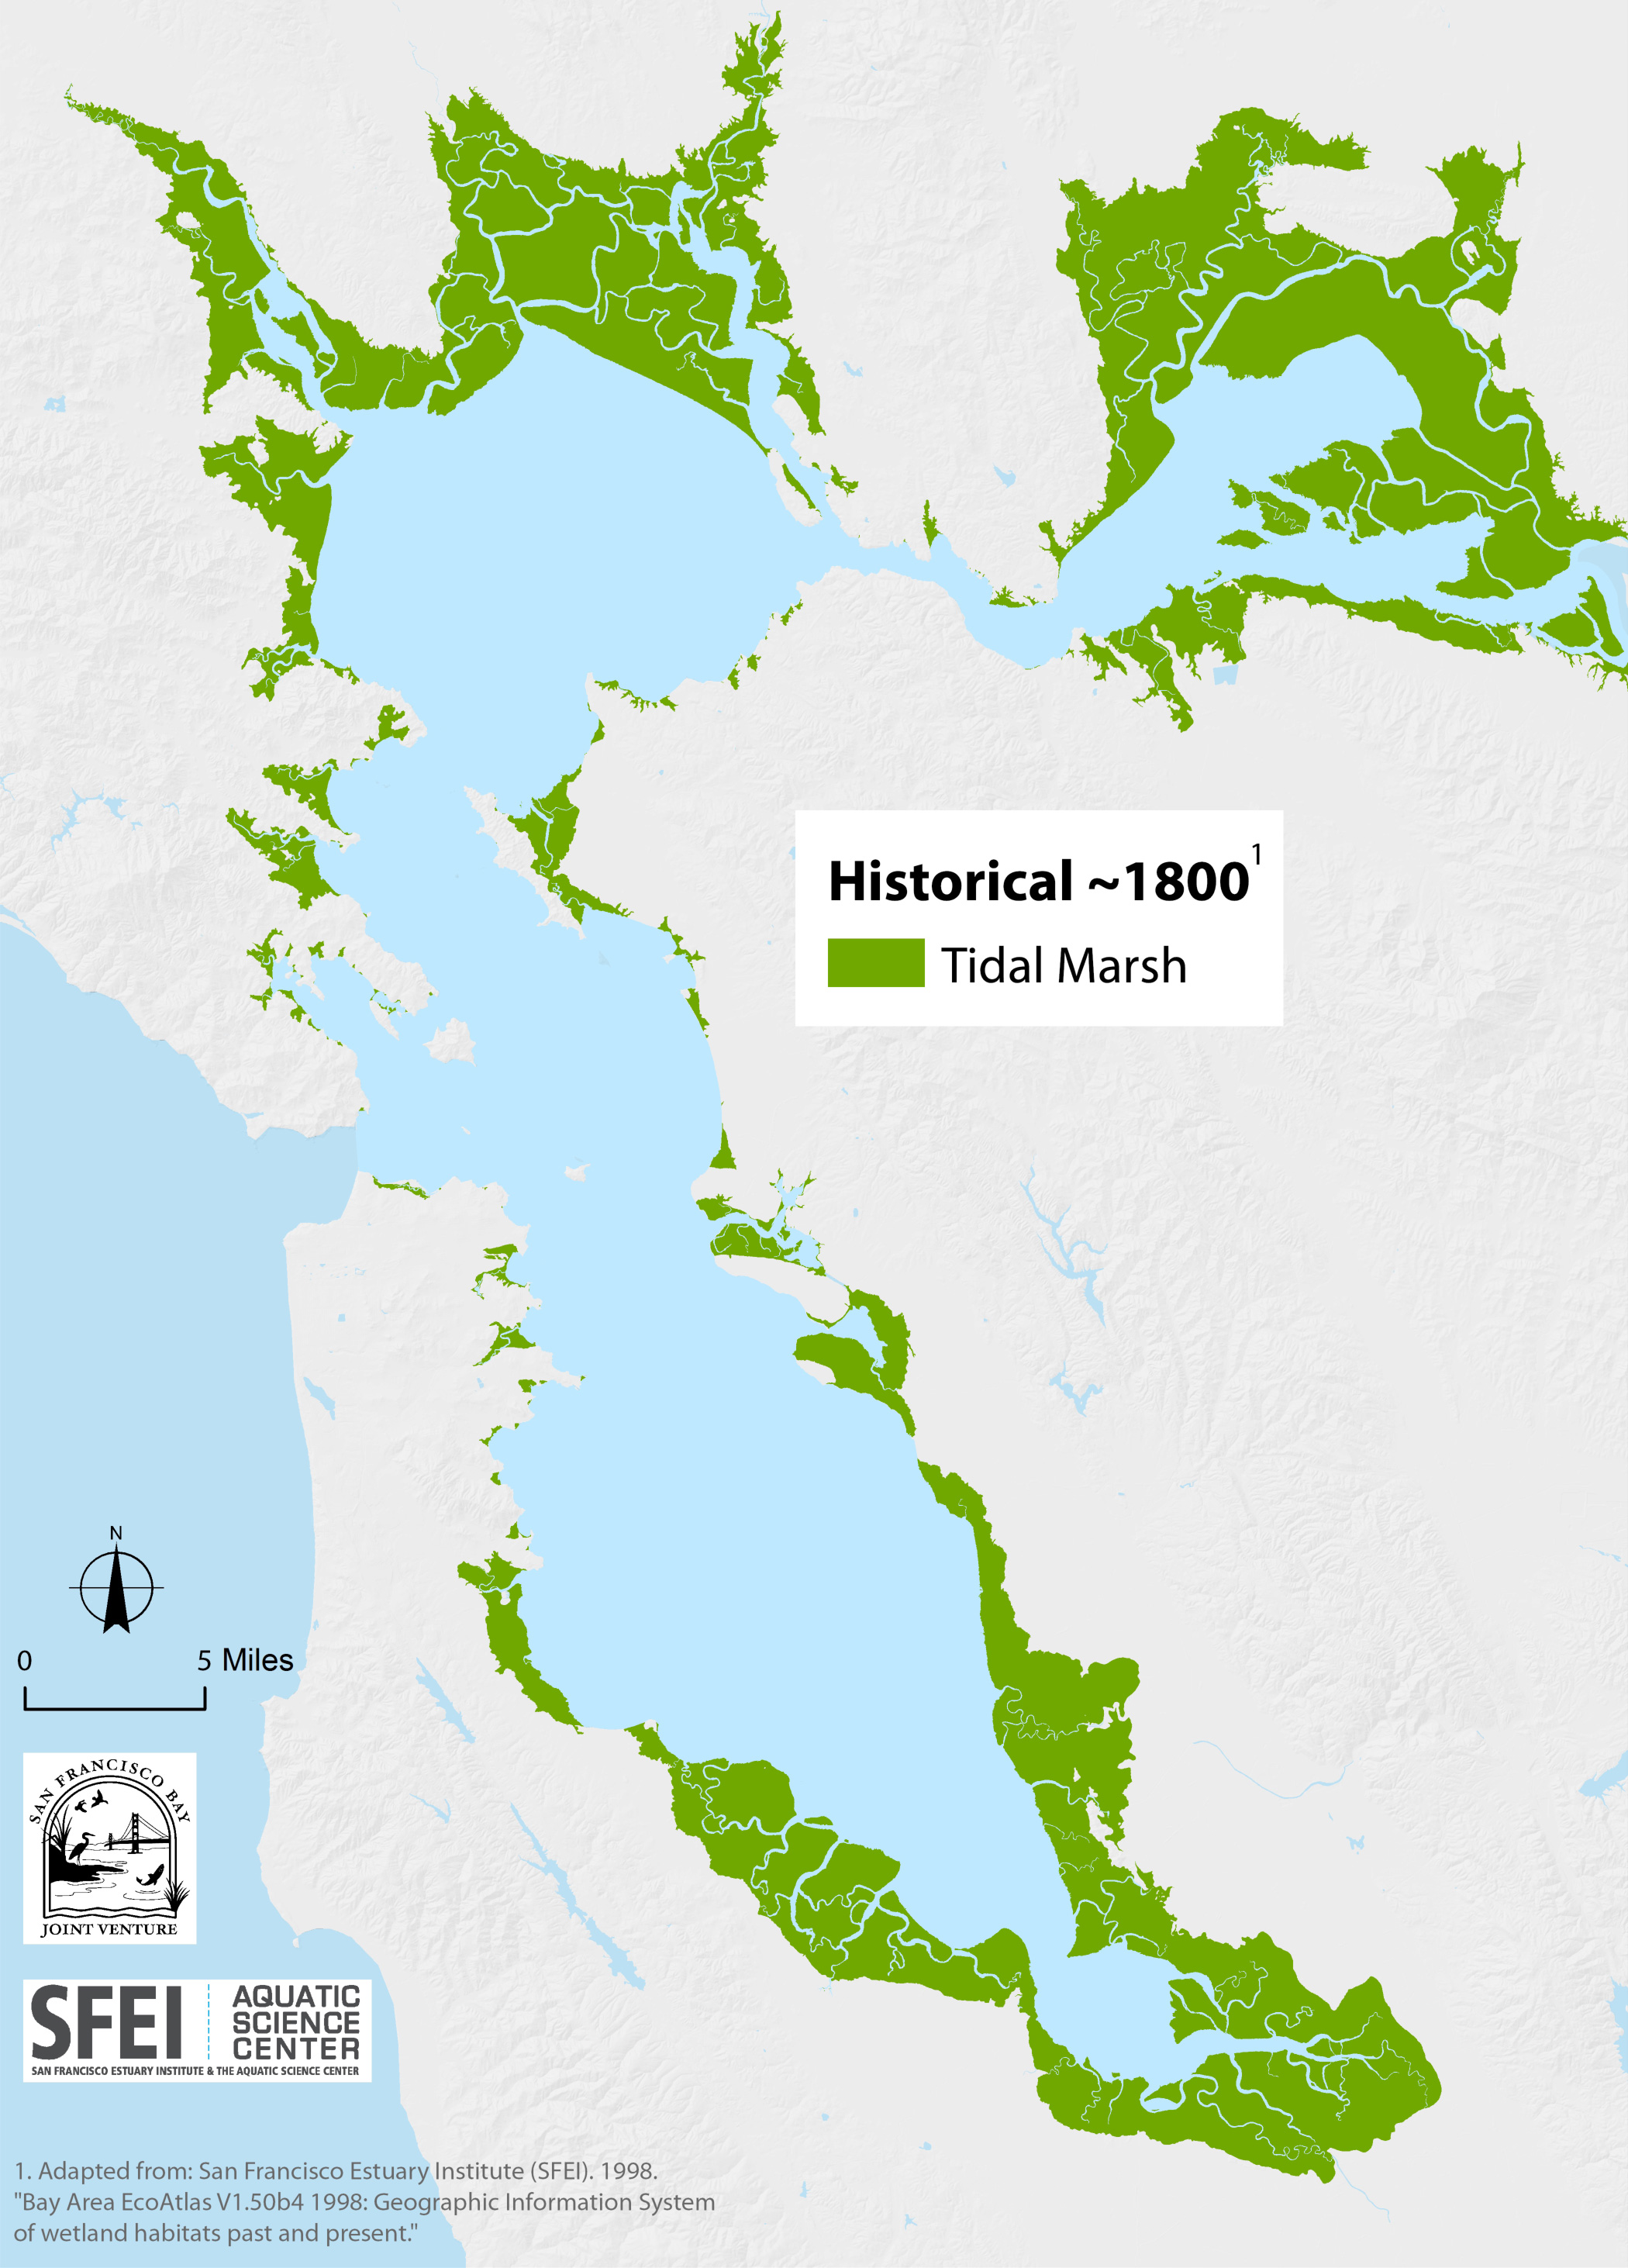 Historical ~1800¹
Tidal Marsh
N
0 5 Miles
SAN FRANCISCO BAY
JOINT VENTURE
SFEI
AQUATIC
SCIENCE
CENTER
SAN FRANCISCO ESTUARY INSTITUTE & THE AQUATIC SCIENCE CENTER
1. Adapted from: San Francisco Estuary Institute (SFEI). 1998.
"Bay Area EcoAtlas V1.50b4 1998: Geographic Information System
of wetland habitats past and present."